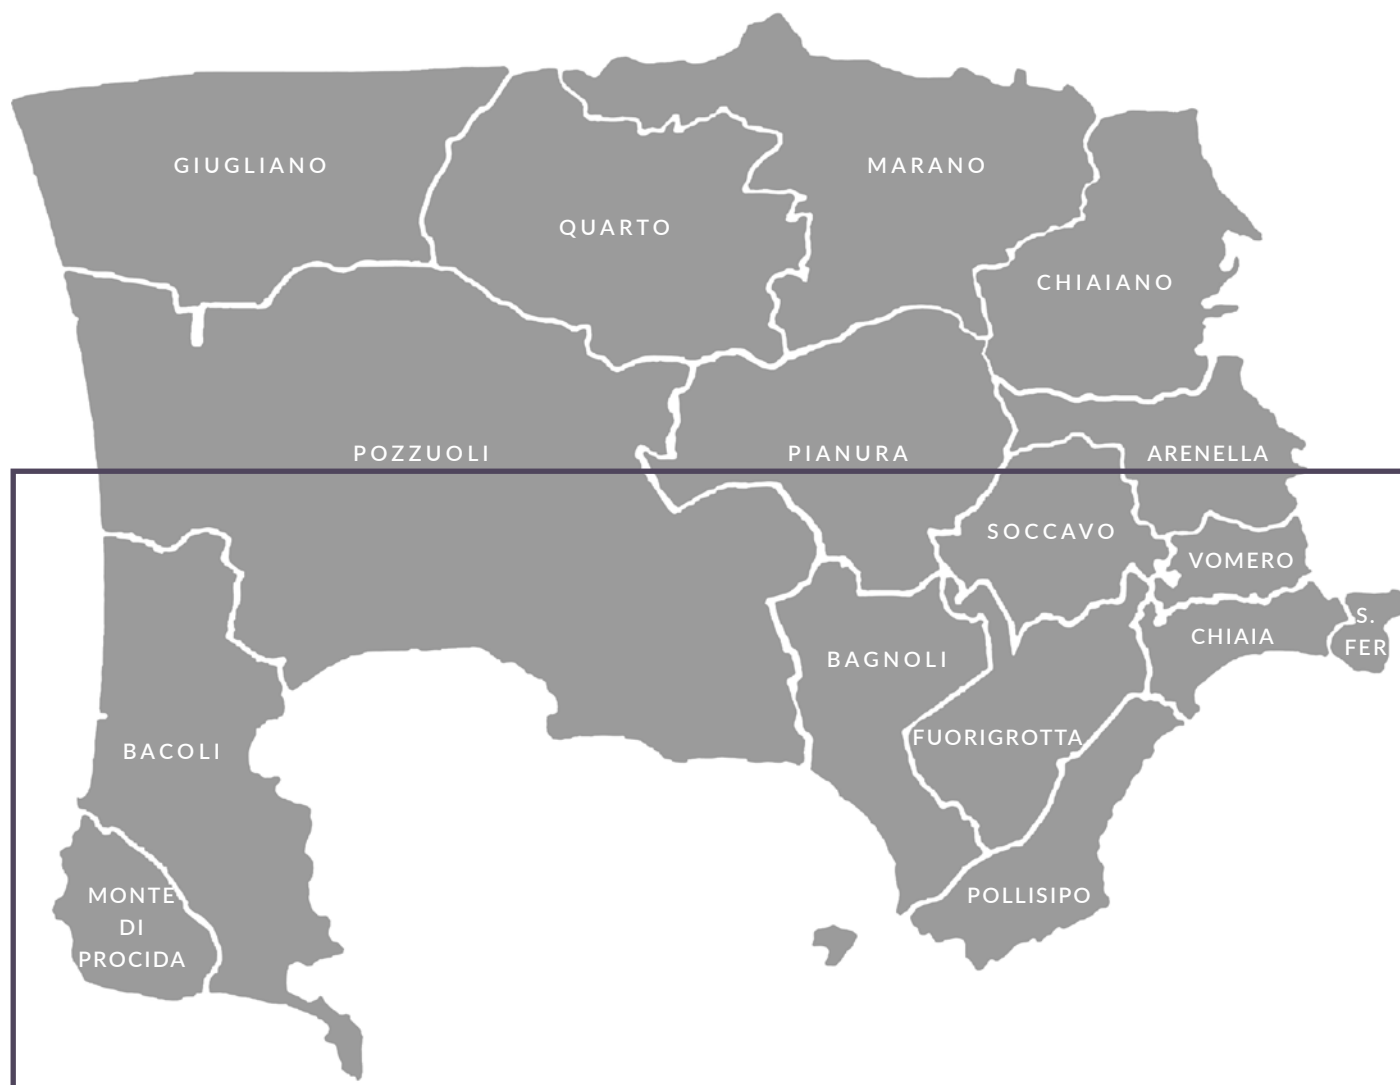 GIUGLIANO
MARANO
QUARTO
CHIAIANO
POZZUOLI
PIANURA
ARENELLA
SOCCAVO
VOMERO
S.
FER
CHIAIA
BAGNOLI
FUORIGROTTA
BACOLI
MONTE
DI
PROCIDA
POLLISIPO